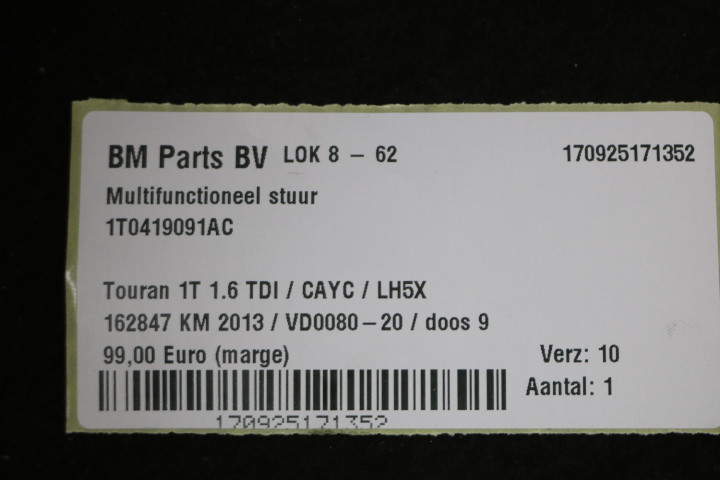 BM Parts BV LOK 8 – 62 170925171352
Multifunctioneel stuur
1T0419091AC
Touran 1T 1.6 TDI / CAYC / LH5X
162847 KM 2013 / VD0080–20 / doos 9
99,00 Euro (marge) Verz: 10
Aantal: 1
170925171352